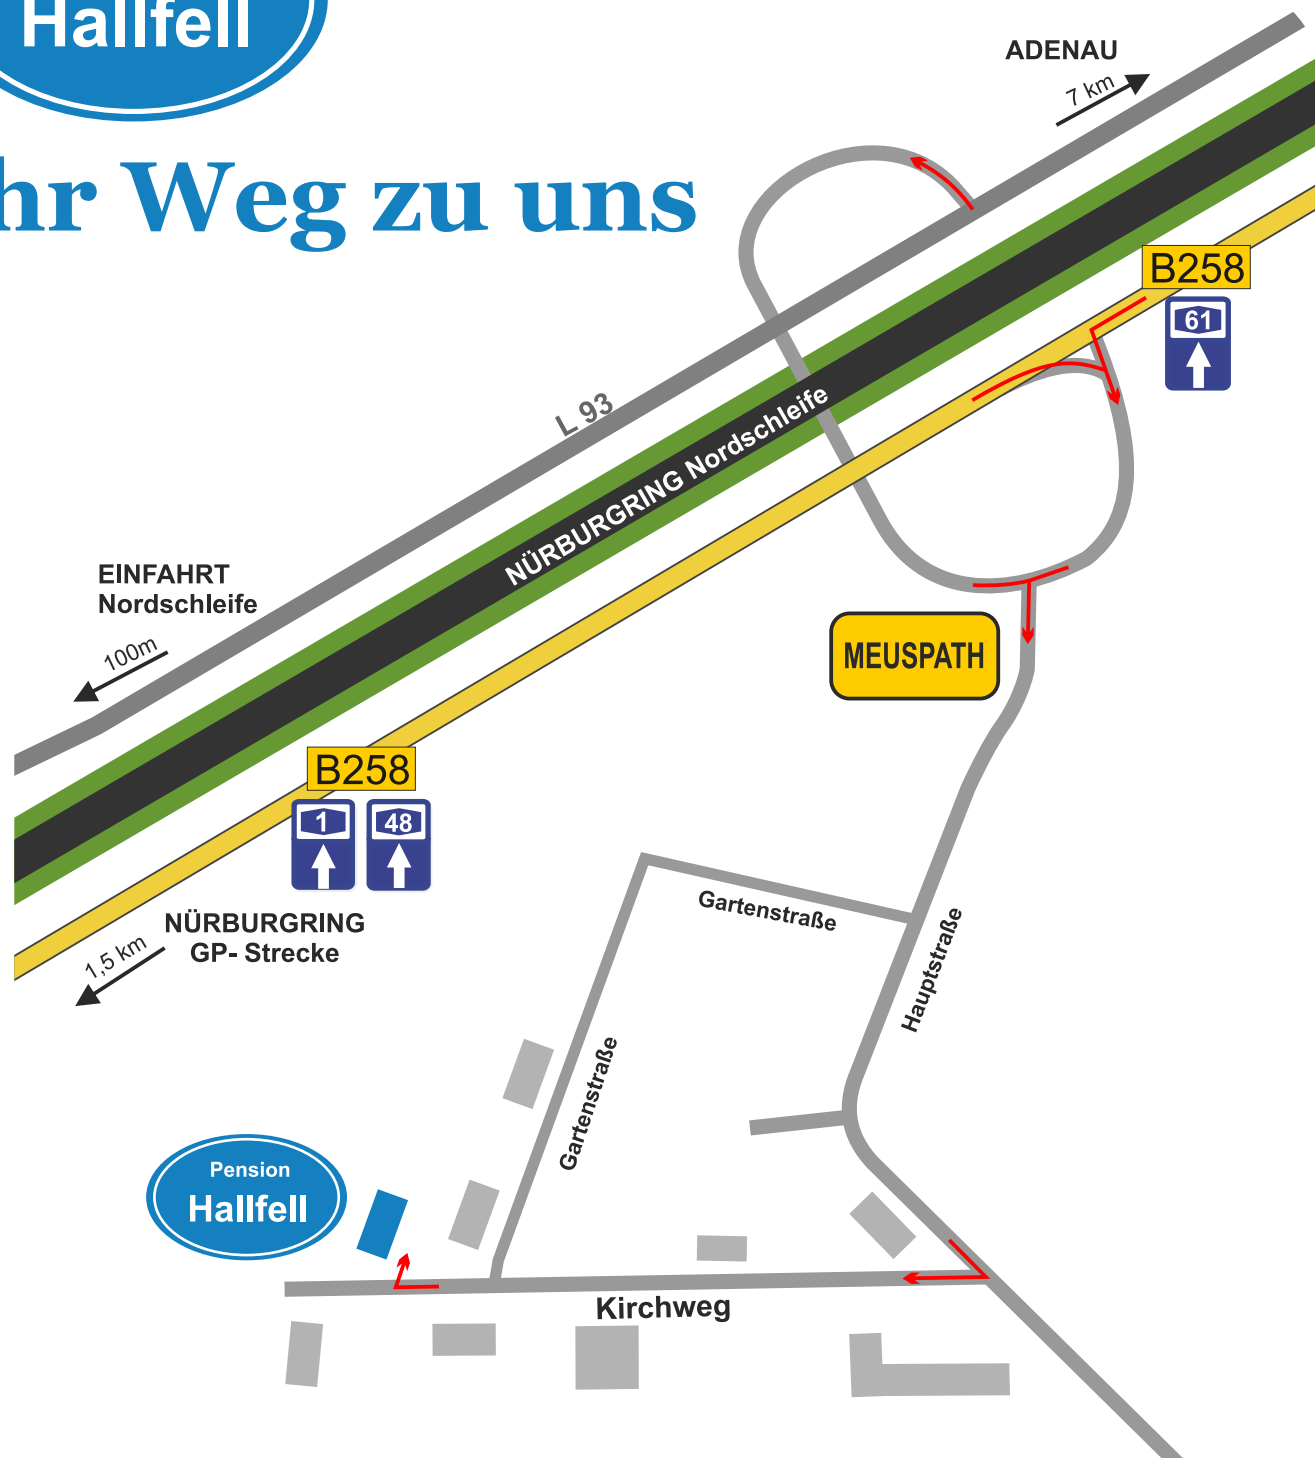 Hallfell
hr Weg zu uns
ADENAU
7 km
B258
61
L 93
NÜRBURGRING Nordschleife
EINFAHRT
Nordschleife
100m
MEUSPATH
B258
1
48
NÜRBURGRING
GP- Strecke
1,5 km
Gartenstraße
Hauptstraße
Gartenstraße
Pension
Hallfell
Kirchweg